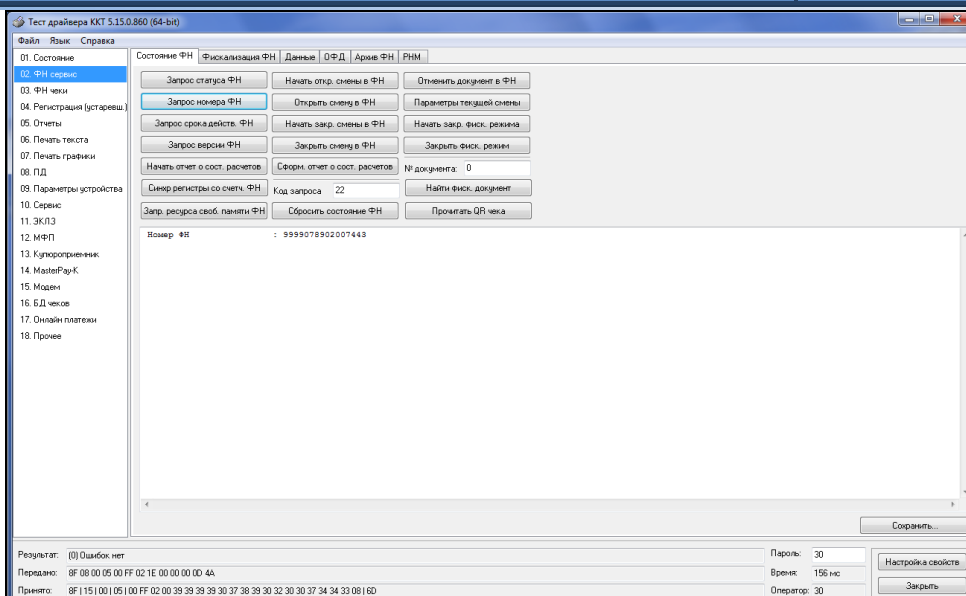 Тест драйвера ККТ 5.15.0.860 (64-bit)
Файл Язык Справка
01. Состояние
02. ФН сервис
03. ФН чеки
04. Регистрация (устаревш.)
05. Отчеты
06. Печать текста
07. Печать графики
08. ПД
09. Параметры устройства
10. Сервис
11. ЭКЛЗ
12. МФП
13. Купюроприемник
14. MasterPay-K
15. Модем
16. БД чеков
17. Онлайн платежи
18. Прочее
Состояние ФН Фискализация ФН Данные ОФД Архив ФН РНМ
Запрос статуса ФН Начать откр. смены в ФН Отменить документ в ФН
Запрос номера ФН Открыть смену в ФН Параметры текущей смены
Запрос срока действ. ФН Начать закр. смены в ФН Начать закр. фиск. режима
Запрос версии ФН Закрыть смену в ФН Закрыть фиск. режим
Начать отчет о сост. расчетов Сформ. отчет о сост. расчетов № документа: 0
Синхр регистры со счетч. ФН Код запроса 22 Найти фиск. документ
Запр. ресурса своб. памяти ФН Сбросить состояние ФН Прочитать QR чека
Номер ФН : 9999078902007443
Сохранить...
Результат: (0) Ошибок нет Пароль: 30 Настройка свойств
Передано: 8F 08 00 05 00 FF 02 1E 00 00 00 0D 4A Время: 156 мс
Принято: 8F | 15 | 00 | 05 | 00 FF 02 00 39 39 39 39 30 37 38 39 30 32 30 30 37 34 34 33 08 | 6D Оператор: 30 Закрыть